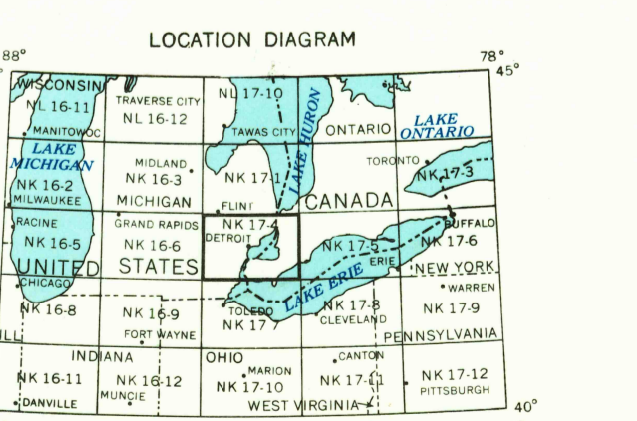 LOCATION DIAGRAM
88°
78°
45°
WISCONSIN
NL 16-11
MANITOWOC
TRAVERSE CITY
NL 16-12
NL 17-10
TAWAS CITY
LAKE HURON
ONTARIO
LAKE
ONTARIO
LAKE
MICHIGAN
NK 16-2
MILWAUKEE
MIDLAND
NK 16-3
MICHIGAN
NK 17-1
FLINT
CANADA
TORONTO
NK 17-3
RACINE
NK 16-5
GRAND RAPIDS
NK 16-6
NK 17-4
DETROIT
NK 17-5
ERIE
BUFFALO
NK 17-6
NEW YORK
UNITED STATES
CHICAGO
NK 16-8
NK 16-9
FORT WAYNE
TOLEDO
NK 17 7
LAKE ERIE
NK 17-8
CLEVELAND
WARREN
NK 17-9
PENNSYLVANIA
ILL
INDIANA
OHIO
NK 16-11
DANVILLE
NK 16-12
MUNCIE
MARION
NK 17-10
CANTON
NK 17-11
WEST VIRGINIA
NK 17-12
PITTSBURGH
40°